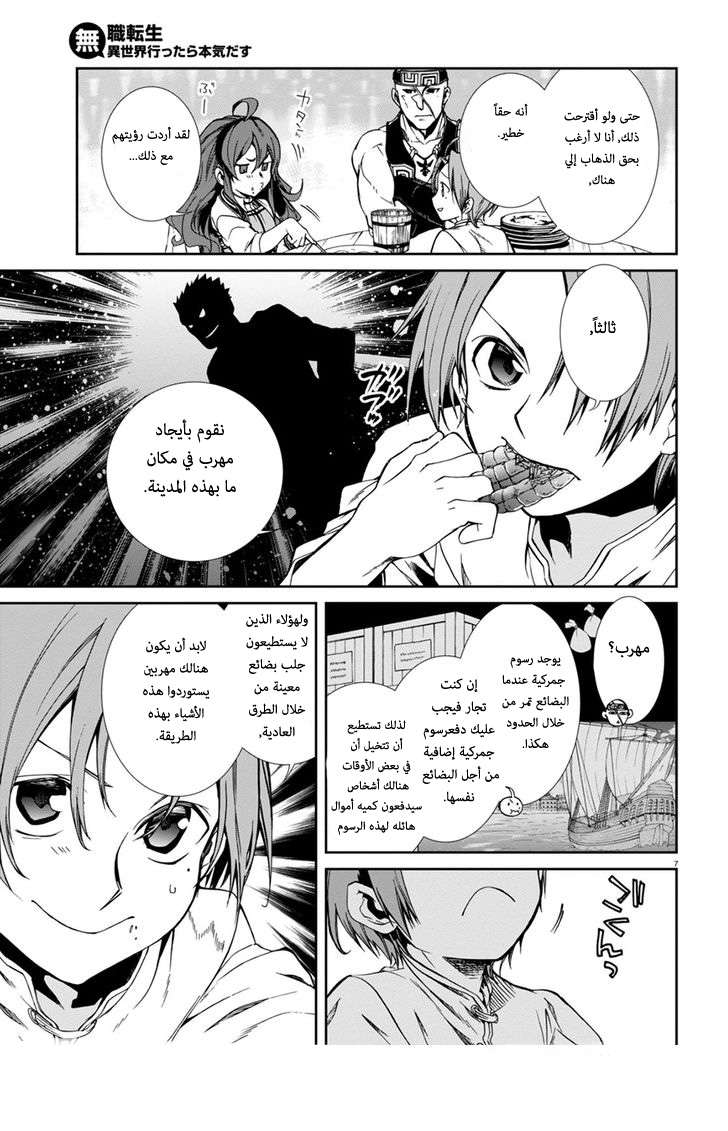 無職転生
異世界行ったら本気だす
حتى ولو أقترحت
ذلك, أنا لا أرغب
بحق الذهاب إلي
هناك,
أنه حقاً
خطير.
لقد أردت رؤيتهم
مع ذلك...
カタン
ぷー
ثالثاً,
نقوم بأيجاد
مهرب في مكان
ما بهذه المدينة.
مهرب؟
يوجد رسوم
جمركية عندما
البضائع تمر من
خلال الحدود
هكذا.
إن كنت
تجار فيجب
عليك دفعرسوم
جمركية إضافية
من أجل البضائع
نفسها.
لذلك تستطيع
أن تتخيل أن
في بعض الأوقات
هنالك أشخاص
سيدفعون كميه أموال
هائله لهذه الرسوم
7
ولهؤلاء الذين
لا يستطيعون
جلب بضائع
معينة من
خلال الطرق
العادية,
لابد أن يكون
هنالك مهربين
يستوردوا هذه
الأشياء بهذه
الطريقة.